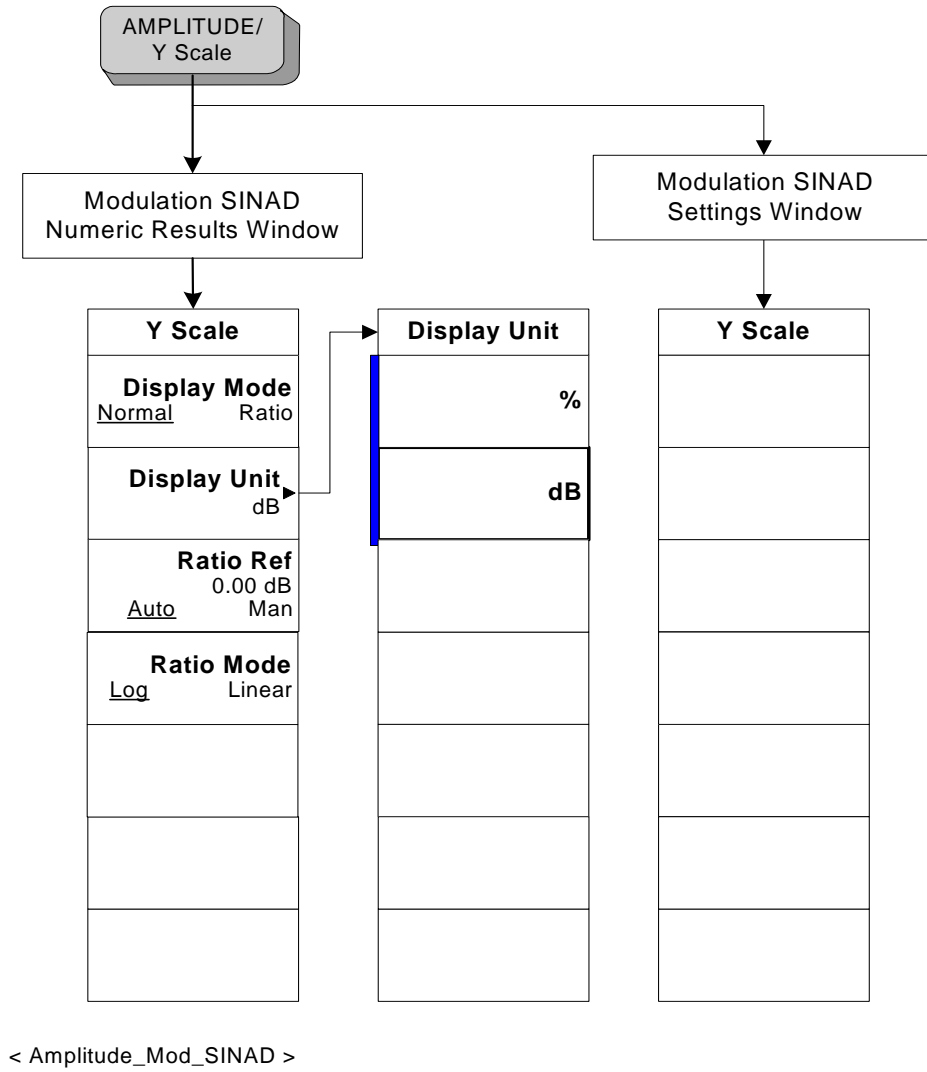 AMPLITUDE/
Y Scale
Modulation SINAD
Numeric Results Window
Modulation SINAD
Settings Window
Y Scale
Display Mode
Normal Ratio
Display Unit
dB
Ratio Ref
0.00 dB
Auto Man
Ratio Mode
Log Linear
Display Unit
%
dB
Y Scale
< Amplitude_Mod_SINAD >